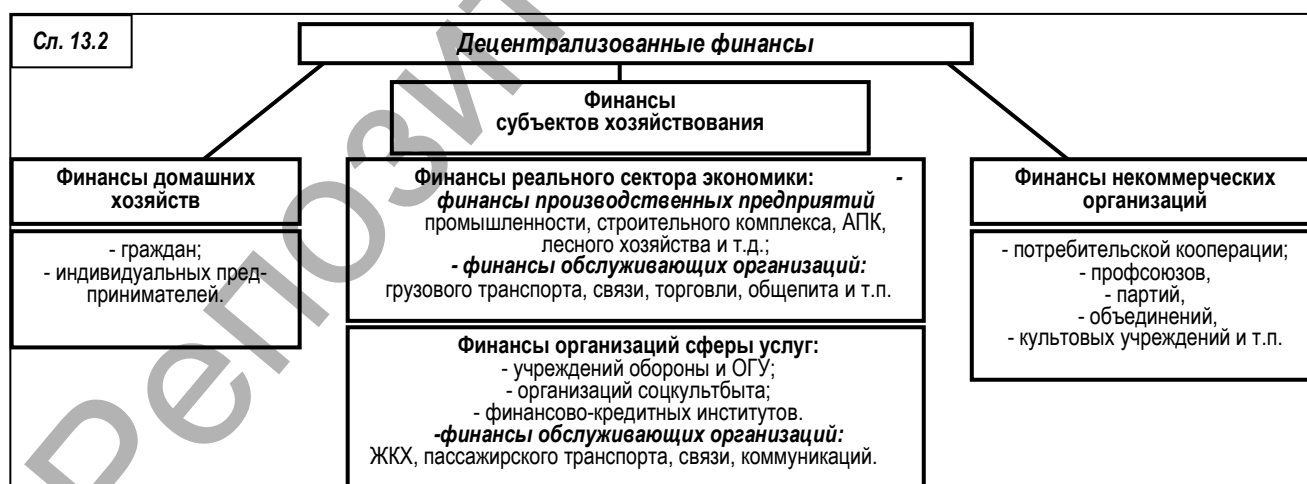 Сл. 13.2
Децентрализованные финансы
Финансы
субъектов хозяйствования
Финансы домашних
хозяйств
- граждан;
- индивидуальных пред-
принимателей.
Финансы реального сектора экономики: -
финансы производственных предприятий
промышленности, строительного комплекса, АПК,
лесного хозяйства и т.д.;
- финансы обслуживающих организаций:
грузового транспорта, связи, торговли, общепита и т.п.
Финансы организаций сферы услуг:
- учреждений обороны и ОГУ;
- организаций соцкультбыта;
- финансово-кредитных институтов.
-финансы обслуживающих организаций:
ЖКХ, пассажирского транспорта, связи, коммуникаций.
Финансы некоммерческих
организаций
- потребительской кооперации;
- профсоюзов,
- партий,
- объединений,
- культовых учреждений и т.п.
Репозит